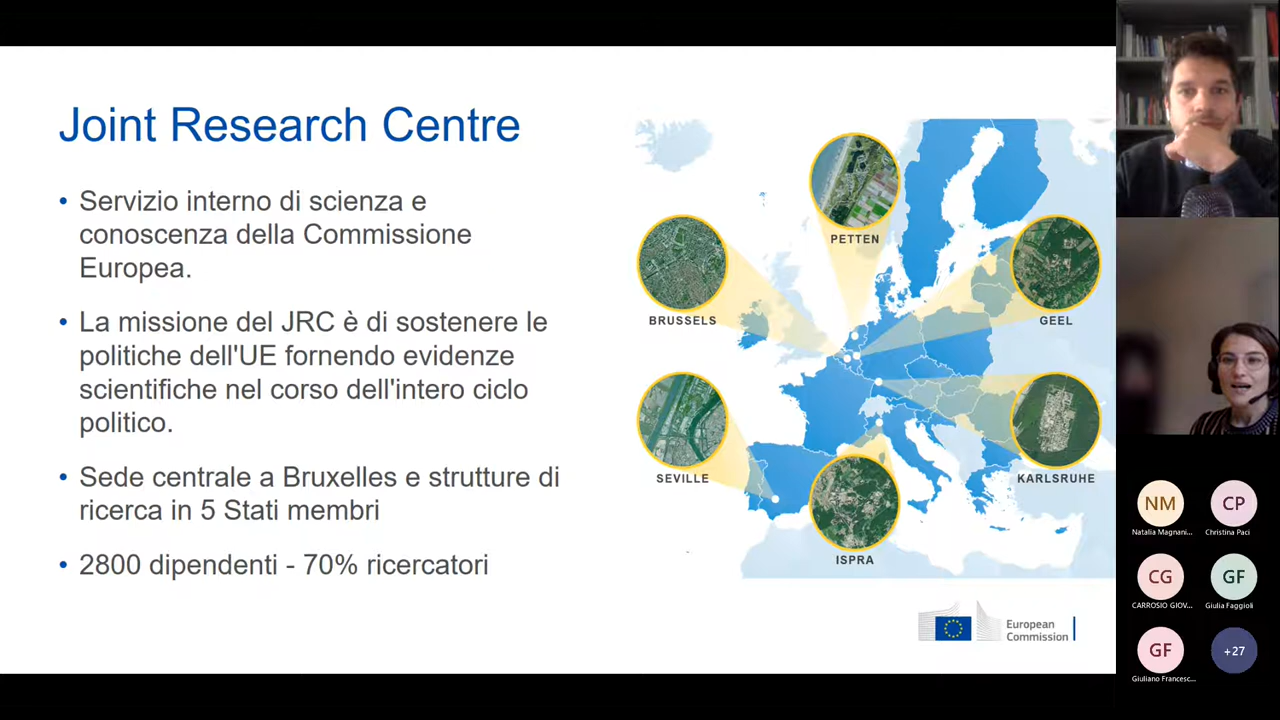 Joint Research Centre
• Servizio interno di scienza e
conoscenza della Commissione
Europea.
• La missione del JRC è di sostenere le
politiche dell'UE fornendo evidenze
scientifiche nel corso dell'intero ciclo
politico.
• Sede centrale a Bruxelles e strutture di
ricerca in 5 Stati membri
• 2800 dipendenti - 70% ricercatori
PETTEN
BRUSSELS
GEEL
SEVILLE
KARLSRUHE
ISPRA
European
Commission
NM
Natalia Magnani...
CP
Christina Paci
CG
CARROSIO GIOV...
GF
Giulia Faggioli
GF
Giuliano Francesc...
+27